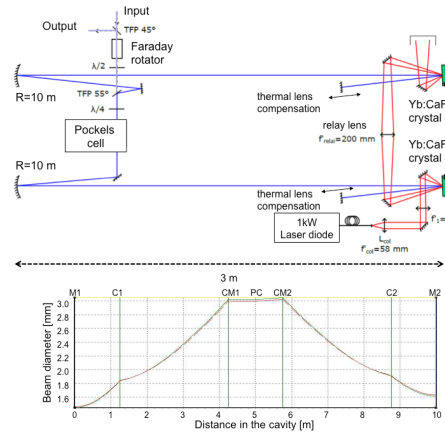 Input
Output
TFP 45°
Faraday
rotator
λ/2
R=10 m
TFP 55°
λ/4
Pockels
cell
R=10 m
thermal lens
compensation
relay lens
f'relai=200 mm
Yb:CaF
crystal
Yb:CaF
crystal
thermal lens
compensation
1kW
Laser diode
Lcol
f'col=58 mm
f'1=
3 m
M1 C1 CM1 PC CM2 C2 M2
Beam diameter [mm]
3.0
2.8
2.6
2.4
2.2
2.0
1.8
1.6
0 1 2 3 4 5 6 7 8 9 10
Distance in the cavity [m]